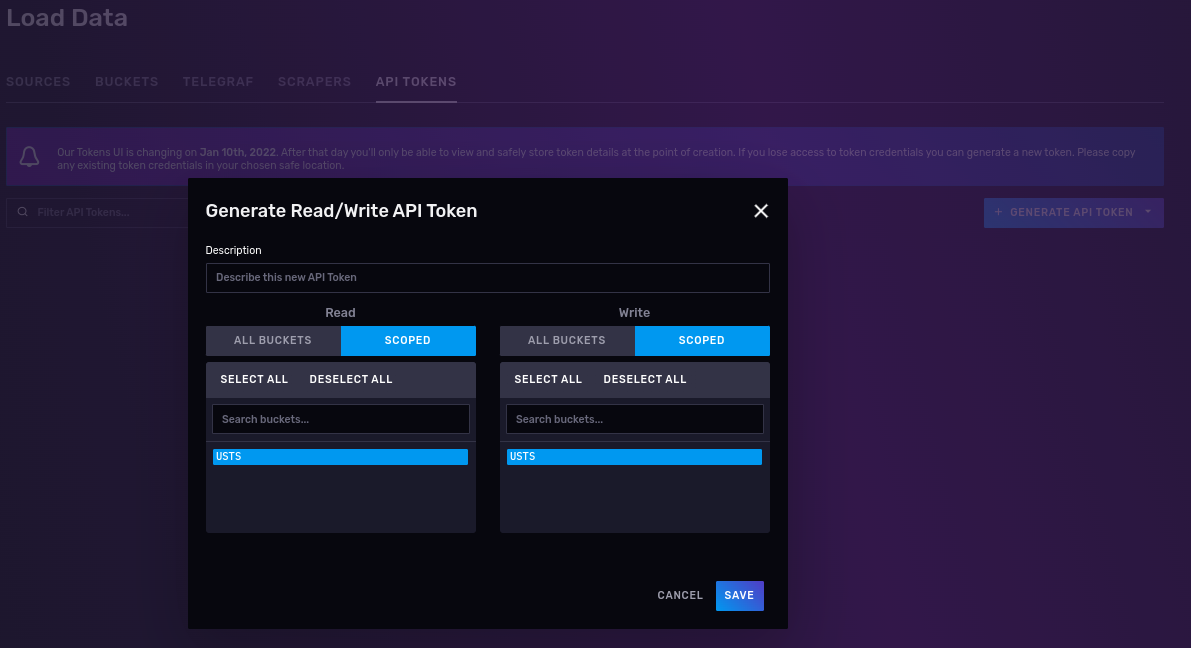 Load Data
SOURCES BUCKETS TELEGRAF SCRAPERS API TOKENS
Our Tokens UI is changing on Jan 10th, 2022. After that day you'll only be able to view and safely store token details at the point of creation. If you lose access to token credentials you can generate a new token. Please copy
any existing token credentials in your chosen safe location.
Filter API Tokens...
+ GENERATE API TOKEN
Generate Read/Write API Token
Description
Describe this new API Token
Read Write
ALL BUCKETS SCOPED ALL BUCKETS SCOPED
SELECT ALL DESELECT ALL SELECT ALL DESELECT ALL
Search buckets... Search buckets...
USTS USTS
CANCEL SAVE